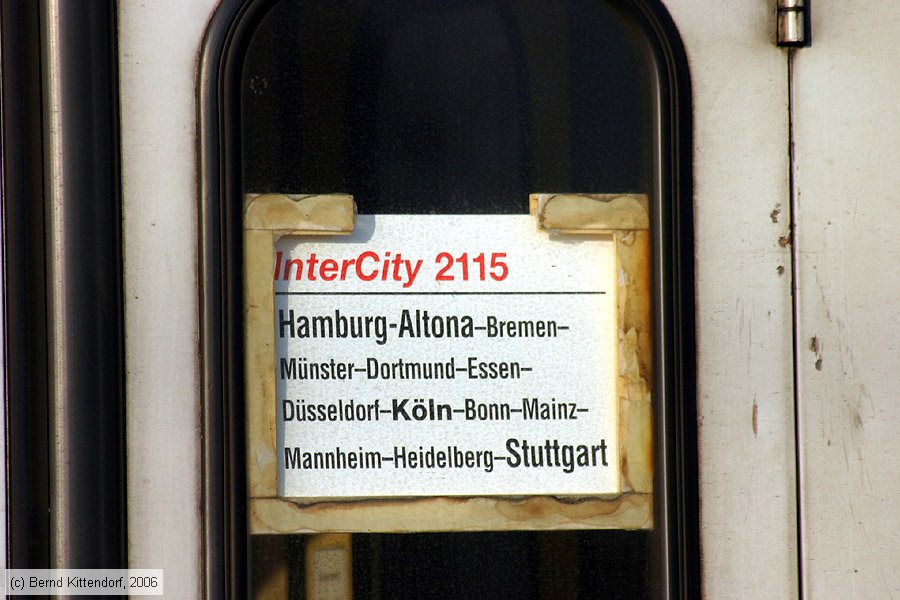 InterCity 2115
Hamburg-Altona–Bremen–
Münster–Dortmund–Essen–
Düsseldorf–Köln–Bonn–Mainz–
Mannheim–Heidelberg–Stuttgart
(c) Bernd Kittendorf, 2006